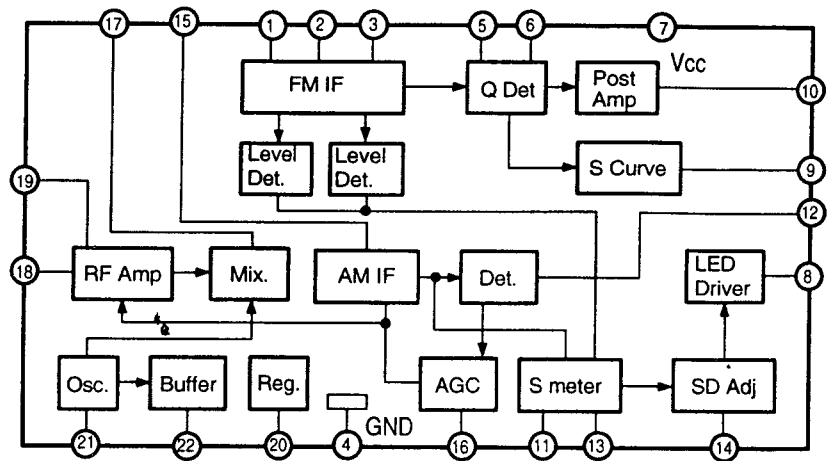 17
15
1
2
3
5
6
7
FM IF
Q Det
Post
Amp
Vcc
10
Level
Det.
Level
Det.
S Curve
9
19
12
18
RF Amp
Mix.
AM IF
Det.
LED
Driver
8
Osc.
Buffer
Reg.
GND
AGC
S meter
SD Adj
21
22
20
4
16
11
13
14